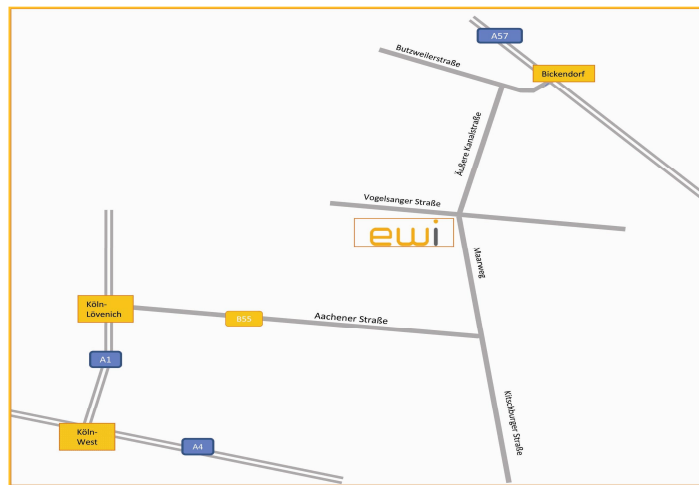 A57
Butzweilerstraße
Bickendorf
Äußere Kanalstraße
Vogelsanger Straße
ewi
Maarweg
Köln-
Lövenich
B55
Aachener Straße
A1
Kitschburger Straße
Köln-
West
A4